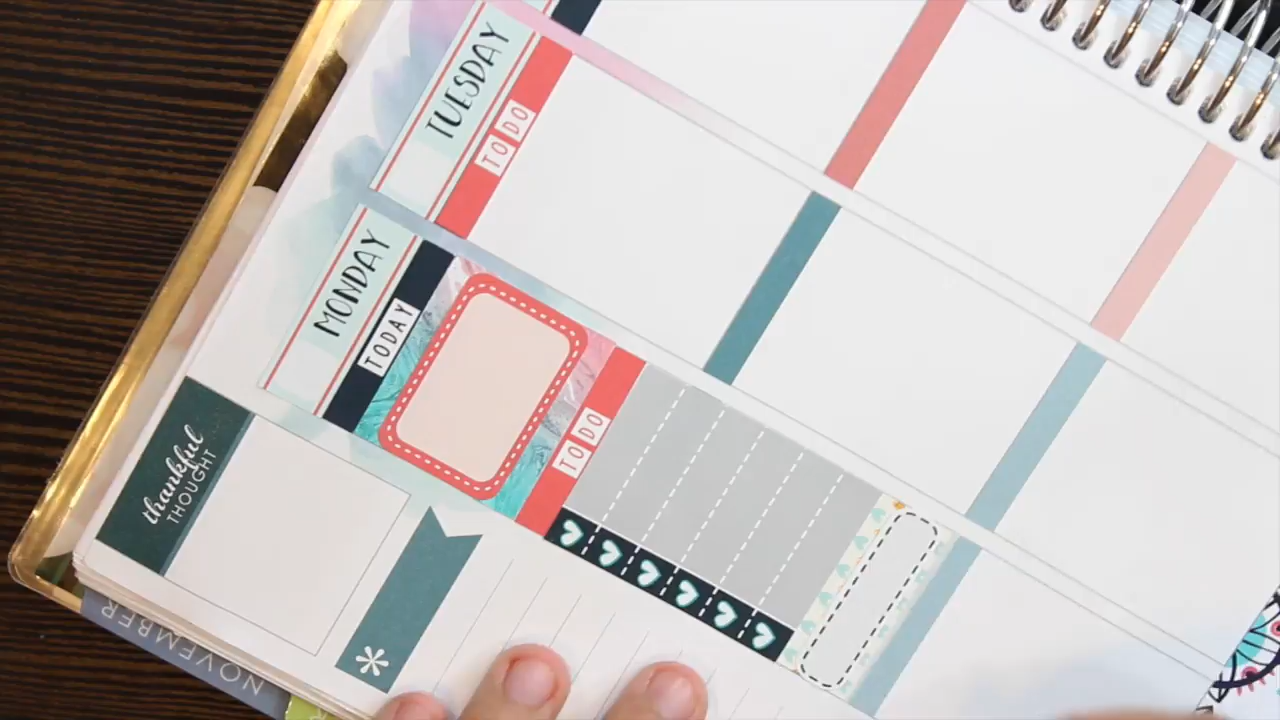 TUESDAY
TO DO
MONDAY
TODAY
TO DO
thankful
THOUGHT
NOVEMBER